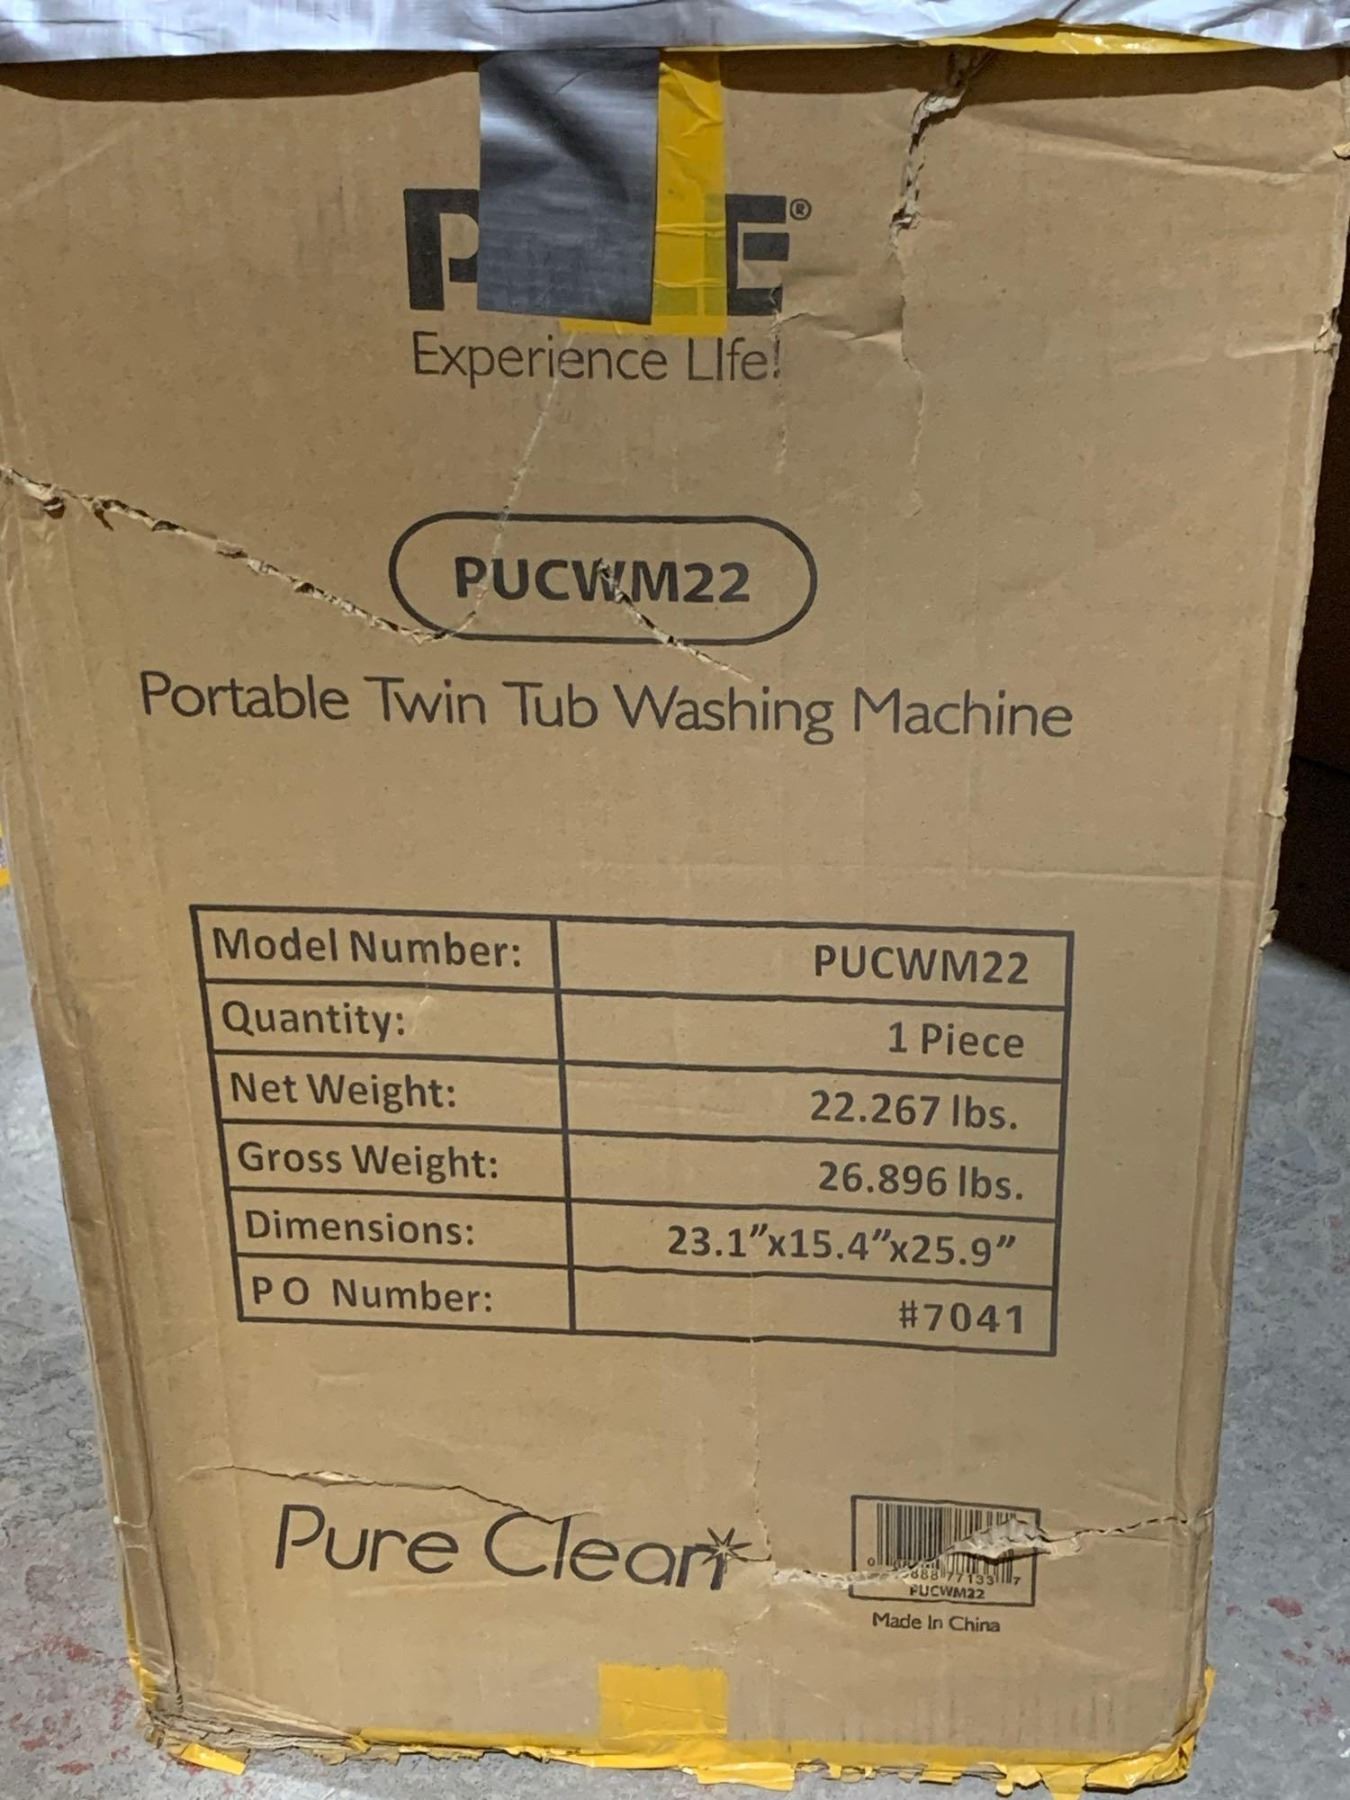 Experience LIfe!
PUCWM22
Portable Twin Tub Washing Machine
Model Number: PUCWM22
Quantity: 1 Piece
Net Weight: 22.267 lbs.
Gross Weight: 26.896 lbs.
Dimensions: 23.1”x15.4”x25.9”
P O Number: #7041
Pure Clean
PUCWM22
Made In China